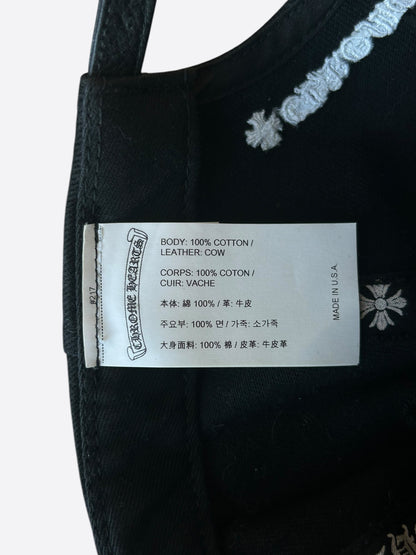 CHROME HEARTS
BODY: 100% COTTON /
LEATHER: COW
CORPS: 100% COTON /
CUIR: VACHE
本体: 綿 100% / 革: 牛皮
주요부: 100% 면 / 가죽: 소가죽
大身面料: 100% 棉 / 皮革: 牛皮革
MADE IN U.S.A.
#217